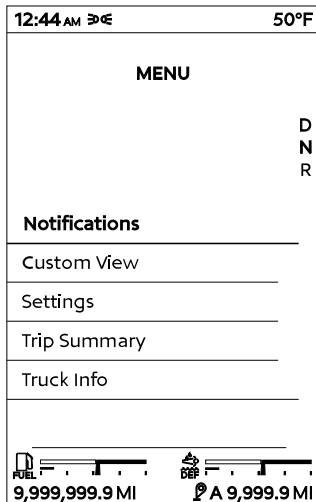 12:44 AM 50°F
MENU
D
N
R
Notifications
Custom View
Settings
Trip Summary
Truck Info
FUEL DEF
9,999,999.9 MI A 9,999.9 MI